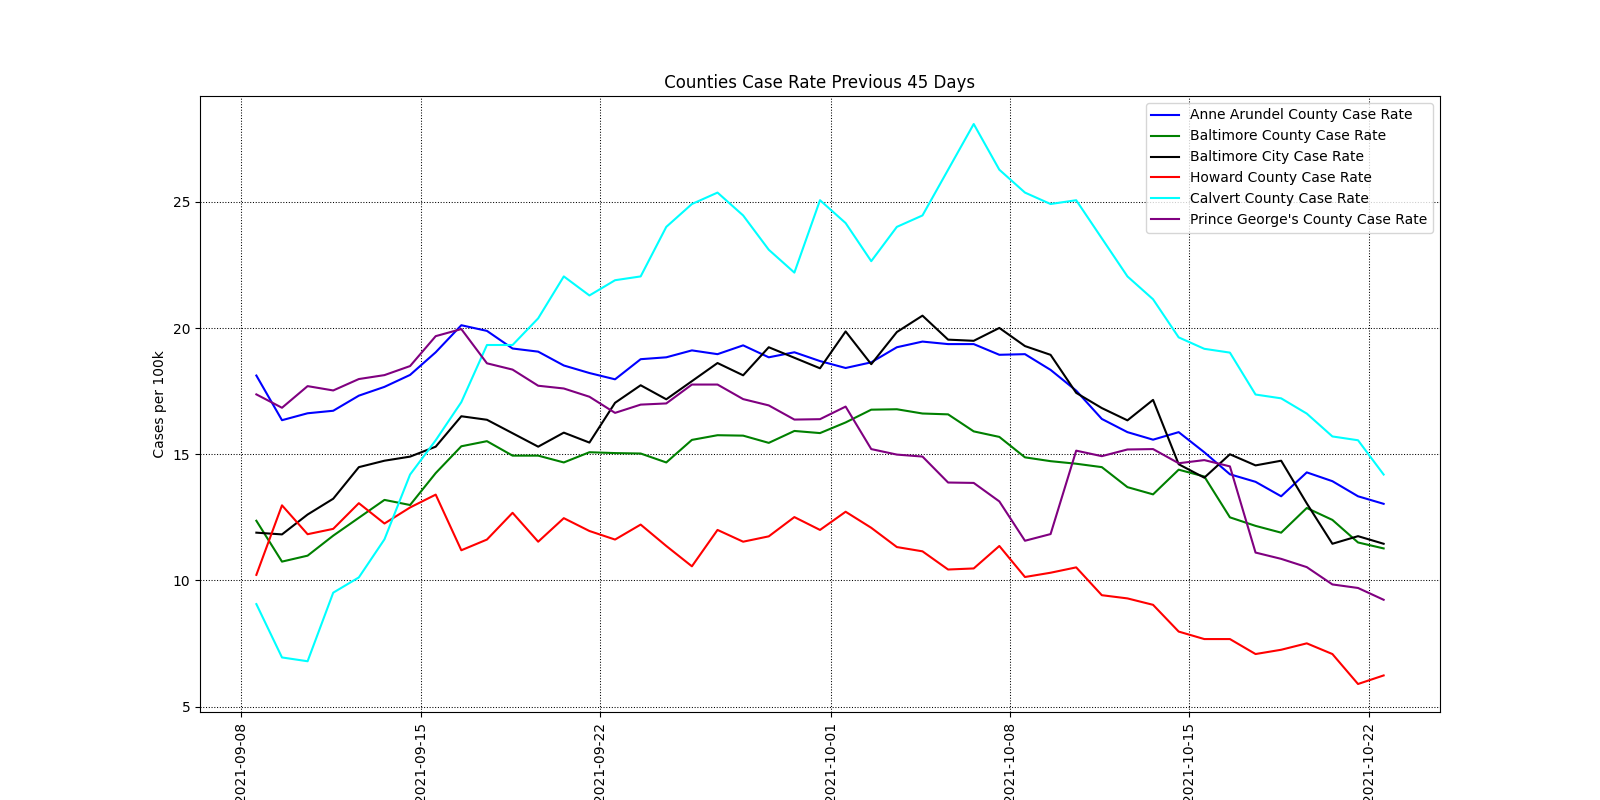 Counties Case Rate Previous 45 Days
Anne Arundel County Case Rate
Baltimore County Case Rate
Baltimore City Case Rate
Howard County Case Rate
Calvert County Case Rate
Prince George's County Case Rate
Cases per 100k
25
20
15
10
5
2021-09-08
2021-09-15
2021-09-22
2021-10-01
2021-10-08
2021-10-15
2021-10-22